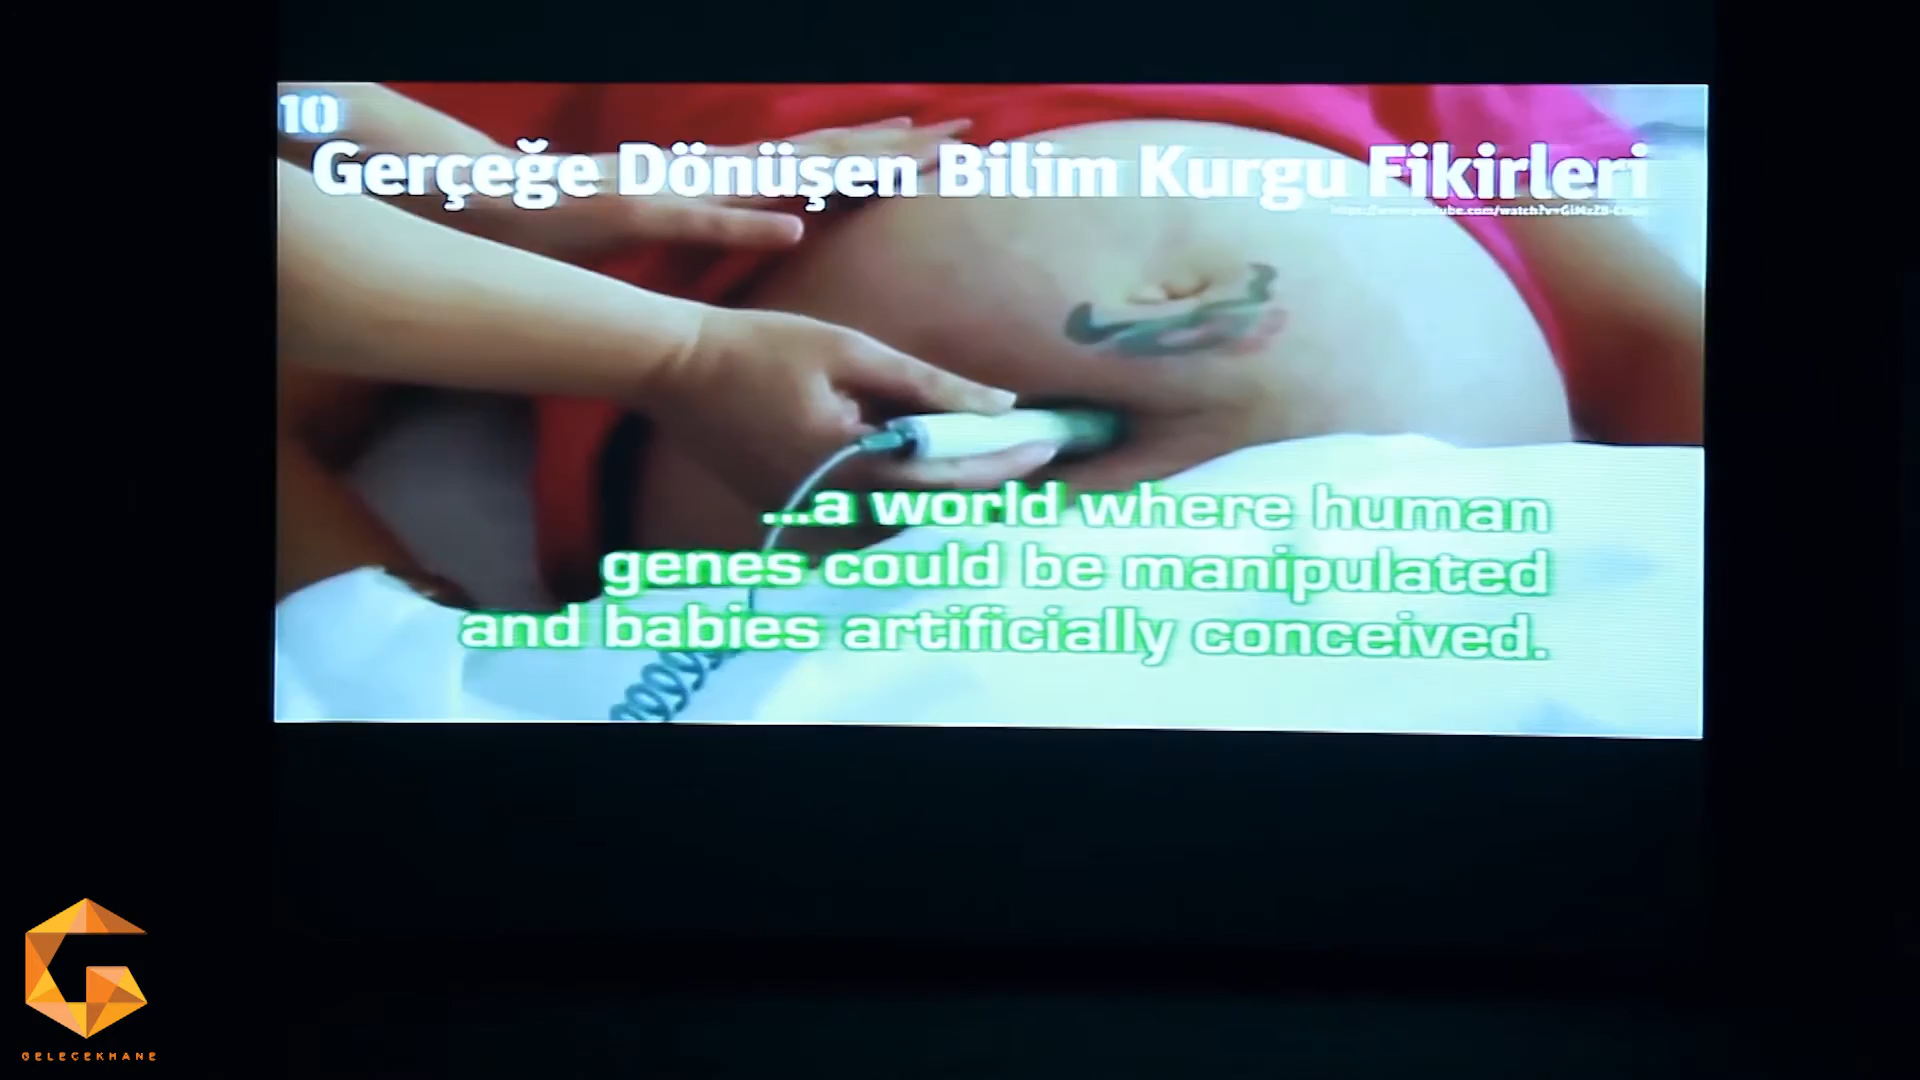 10
Gerçeğe Dönüşen Bilim Kurgu Fikirleri
...a world where human
genes could be manipulated
and babies artificially conceived.
GELECEKHANE